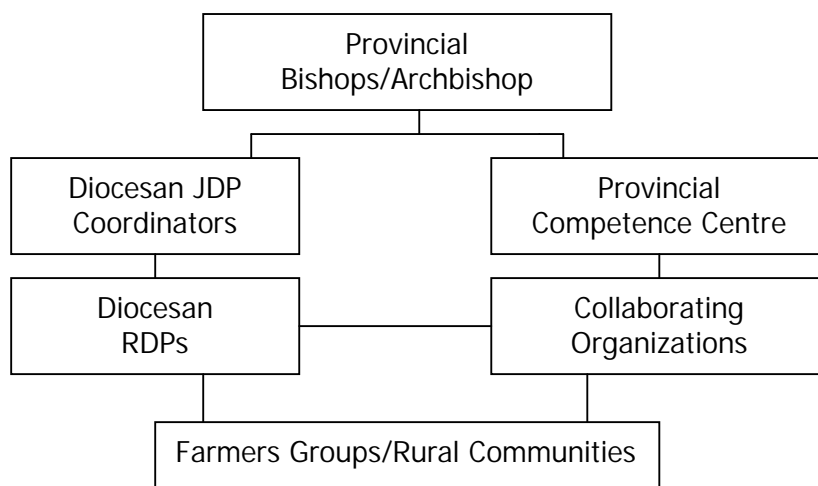 Provincial
Bishops/Archbishop
Diocesan JDP
Coordinators
Provincial
Competence Centre
Diocesan
RDPs
Collaborating
Organizations
Farmers Groups/Rural Communities